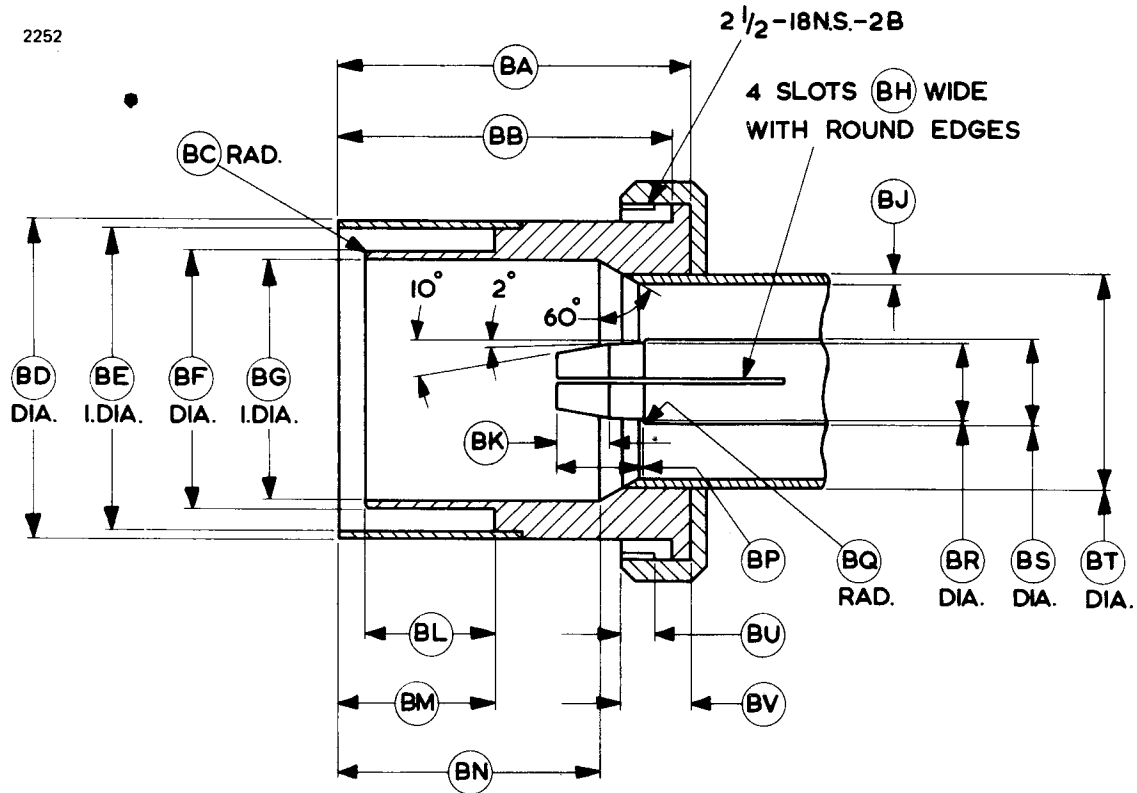 2252
2 1/2-18N.S.-2B
BA
4 SLOTS BH WIDE
WITH ROUND EDGES
BB
BC RAD.
BJ
10°
2°
60°
BD
DIA.
BE
I.DIA.
BF
DIA.
BG
I.DIA.
BK
BP
BQ
RAD.
BR
DIA.
BS
DIA.
BT
DIA.
BL
BU
BM
BV
BN